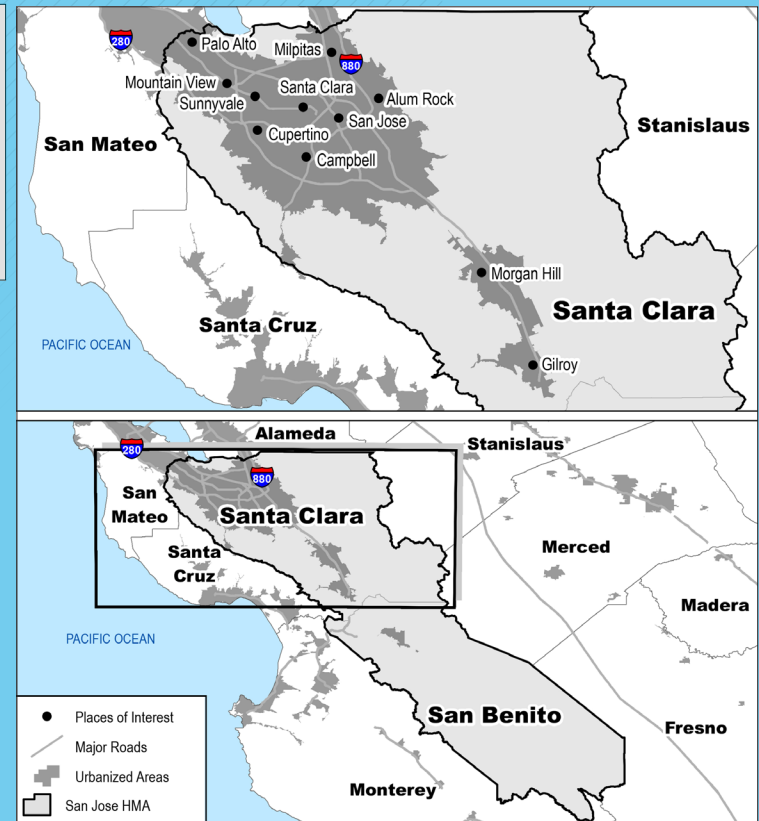 280
Palo Alto
Milpitas
880
Mountain View
Santa Clara
Sunnyvale
Alum Rock
San Jose
Stanislaus
Cupertino
San Mateo
Campbell
Morgan Hill
Santa Clara
Santa Cruz
PACIFIC OCEAN
Gilroy
Alameda
Stanislaus
280
880
San
Mateo
Santa Clara
Santa
Cruz
Merced
Madera
PACIFIC OCEAN
San Benito
Fresno
Monterey
Places of Interest
Major Roads
Urbanized Areas
San Jose HMA